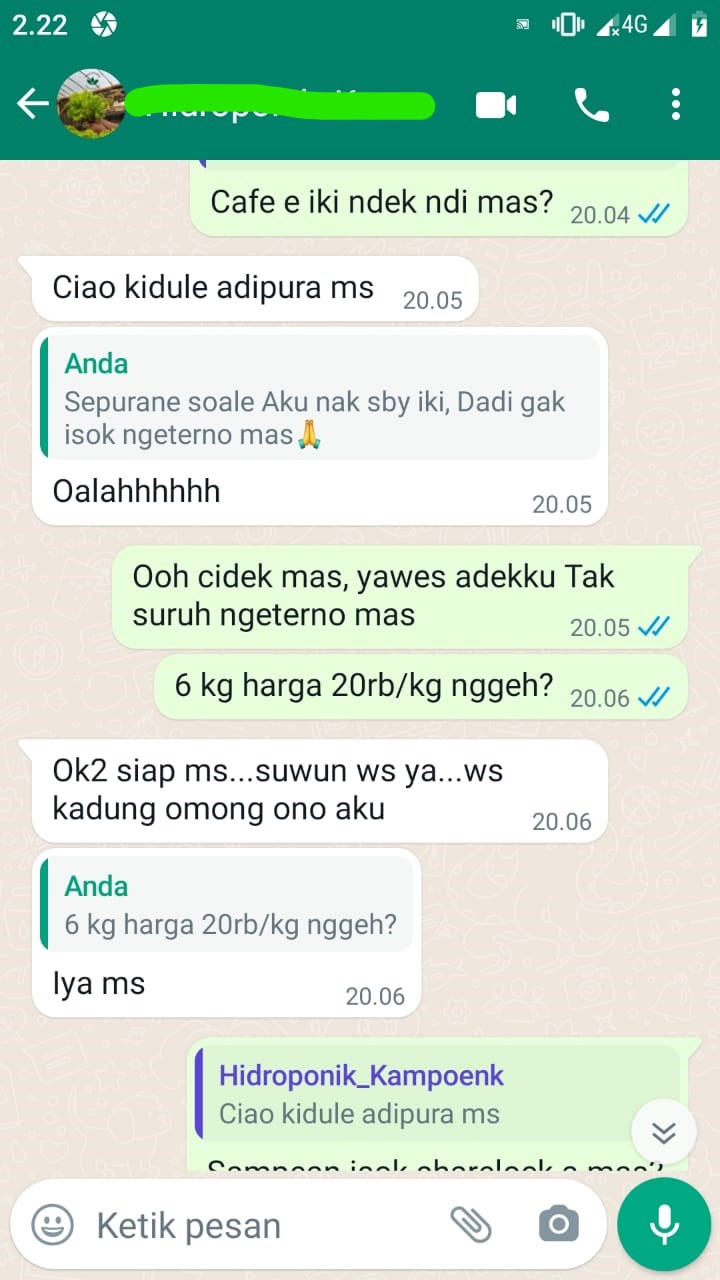 2.22
4G
Cafe e iki ndek ndi mas?
20.04
Ciao kidule adipura ms
20.05
Anda
Sepurane soale Aku nak sby iki, Dadi gak
isok ngeterno mas🙏
Oalahhhhhh
20.05
Ooh cidek mas, yawes adekku Tak
suruh ngeterno mas
20.05
6 kg harga 20rb/kg nggeh?
20.06
Ok2 siap ms...suwun ws ya...ws
kadung omong ono aku
20.06
Anda
6 kg harga 20rb/kg nggeh?
Iya ms
20.06
Hidroponik_Kampoenk
Ciao kidule adipura ms
Ketik pesan